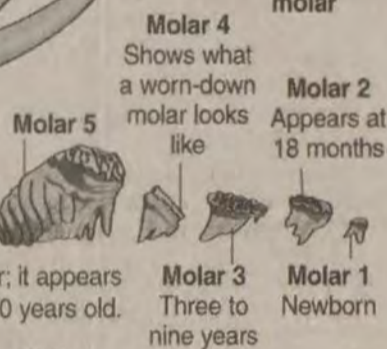 molar
Molar 4
Shows what
a worn-down
molar looks
like
Molar 2
Appears at
18 months
Molar 5
it appears
years old.
Molar 3
Three to
nine years
Molar 1
Newborn